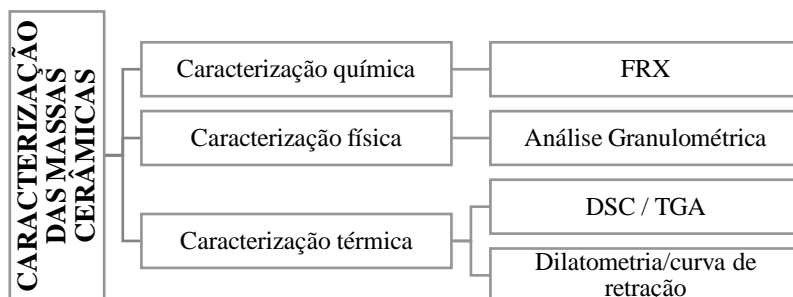 CARACTERIZAÇÃO
DAS MASSAS
CERÂMICAS
Caracterização química
FRX
Caracterização física
Análise Granulométrica
Caracterização térmica
DSC / TGA
Dilatometria/curva de
retração